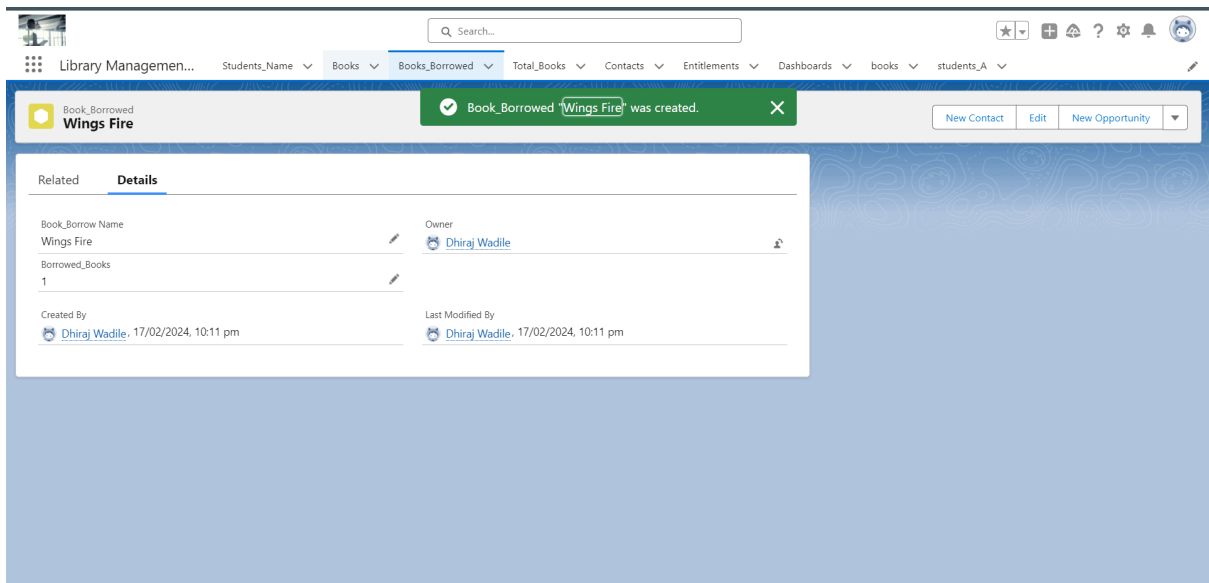 Search...
Library Managemen... Students_Name Books Books_Borrowed Total_Books Contacts Entitlements Dashboards books students_A
Book_Borrowed "Wings Fire" was created.
Book_Borrowed
Wings Fire
New Contact Edit New Opportunity
Related Details
Book_Borrow Name Owner
Wings Fire Dhiraj Wadile
Borrowed_Books
1
Created By Last Modified By
Dhiraj Wadile, 17/02/2024, 10:11 pm Dhiraj Wadile, 17/02/2024, 10:11 pm